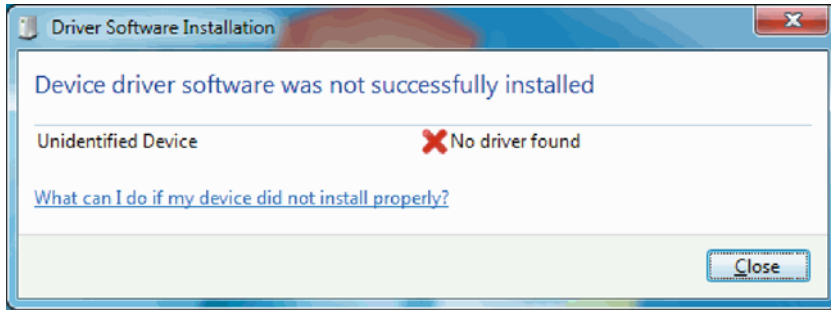 Driver Software Installation
Device driver software was not successfully installed
Unidentified Device No driver found
What can I do if my device did not install properly?
Close